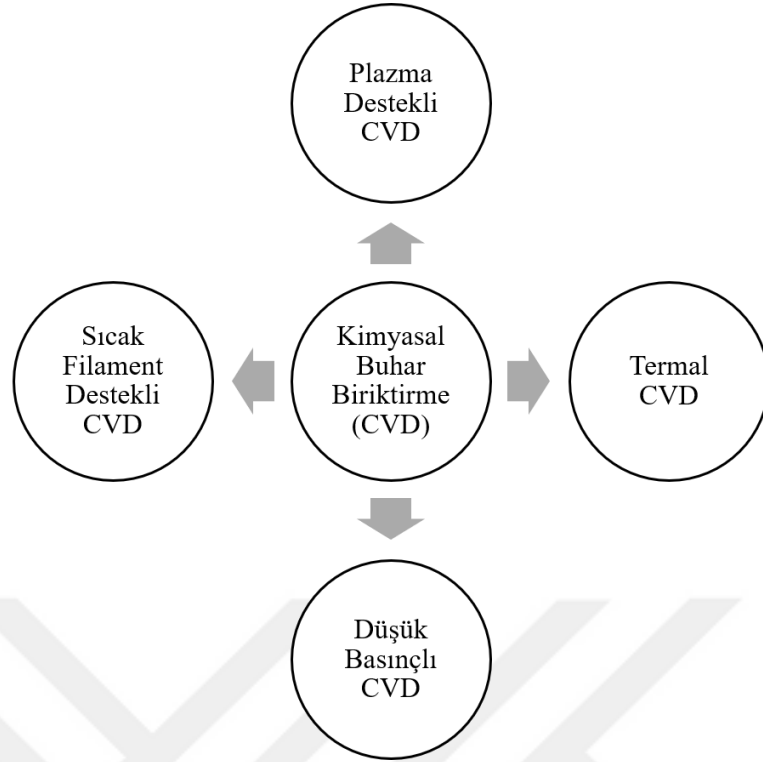 Plazma
Destekli
CVD
Sıcak
Filament
Destekli
CVD
Kimyasal
Buhar
Biriktirme
(CVD)
Termal
CVD
Düşük
Basınçlı
CVD